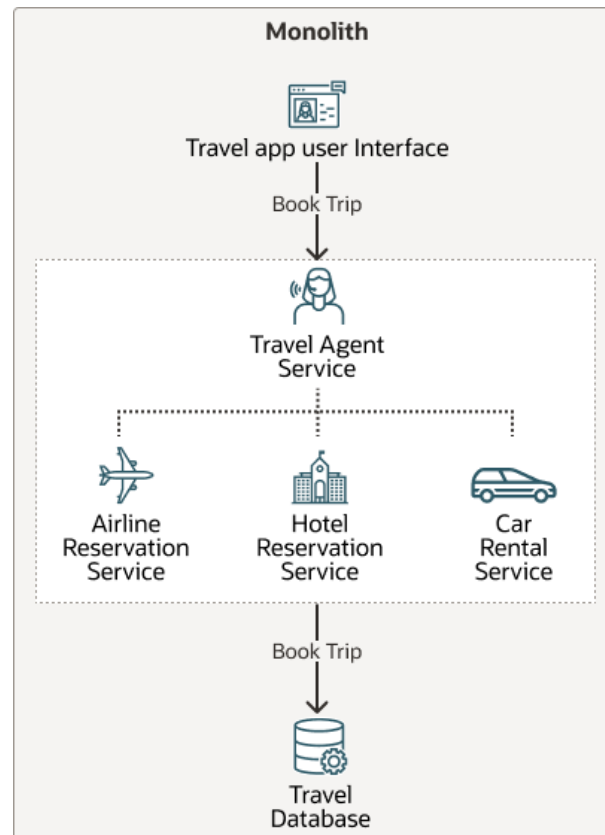 Monolith
Travel app user Interface
Book Trip
Travel Agent
Service
Airline
Reservation
Service
Hotel
Reservation
Service
Car
Rental
Service
Book Trip
Travel
Database